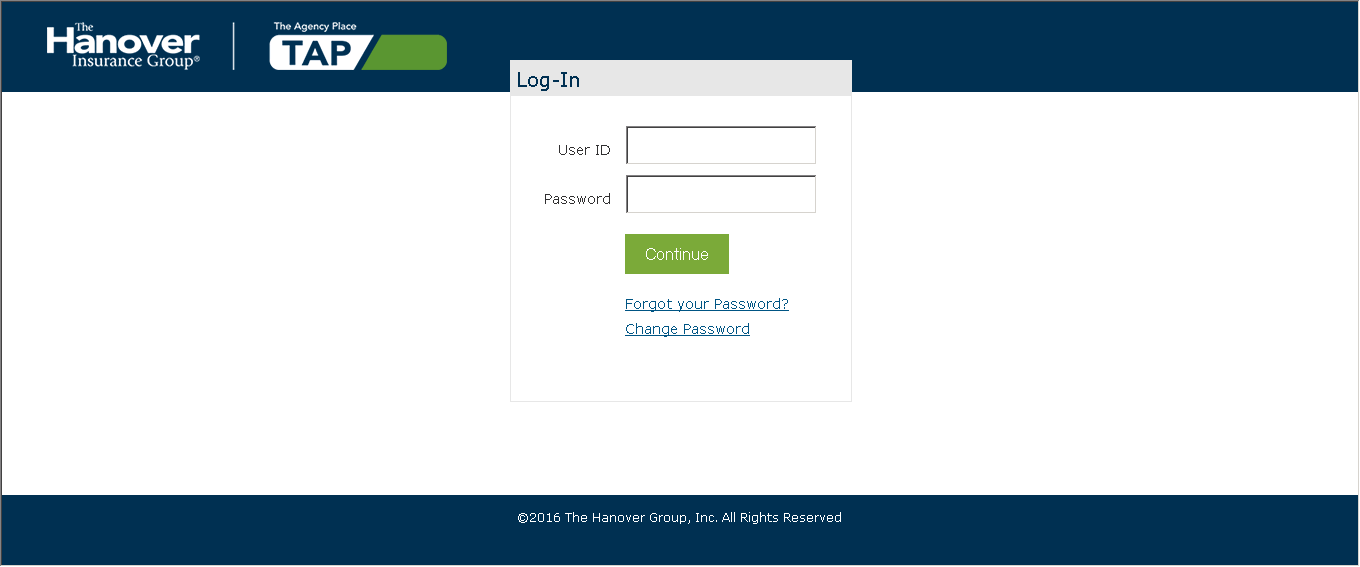 The
Hanover
Insurance Group®
The Agency Place
TAP
Log-In
User ID
Password
Continue
Forgot your Password?
Change Password
©2016 The Hanover Group, Inc. All Rights Reserved